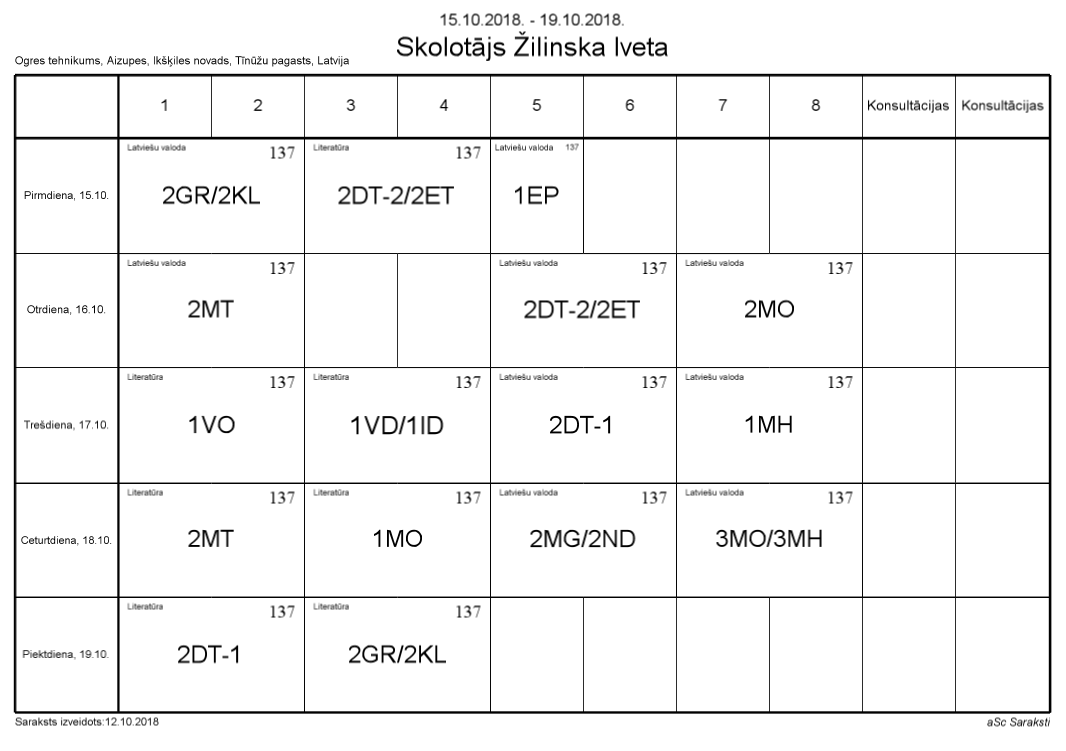 15.10.2018. - 19.10.2018.
Skolotājs Žilinska Iveta
Ogres tehnikums, Aizupes, Ikšķiles novads, Tīnūžu pagasts, Latvija
1 2 3 4 5 6 7 8 Konsultācijas Konsultācijas
Latviešu valoda 137 Literatūra 137 Latviešu valoda 137
Pirmdiena, 15.10. 2GR/2KL 2DT-2/2ET 1EP
Latviešu valoda 137 Latviešu valoda 137 Latviešu valoda 137
Otrdiena, 16.10. 2MT 2DT-2/2ET 2MO
Literatūra 137 Literatūra 137 Latviešu valoda 137 Latviešu valoda 137
Trešdiena, 17.10. 1VO 1VD/1ID 2DT-1 1MH
Literatūra 137 Literatūra 137 Latviešu valoda 137 Latviešu valoda 137
Ceturtdiena, 18.10. 2MT 1MO 2MG/2ND 3MO/3MH
Literatūra 137 Literatūra 137
Piektdiena, 19.10. 2DT-1 2GR/2KL
Saraksts izveidots:12.10.2018 aSc Saraksti